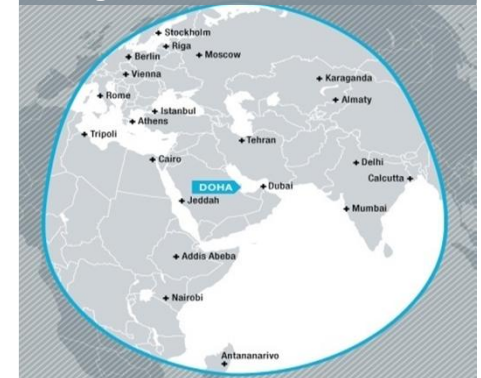 Stockholm
Riga
Moscow
Berlin
Vienna
Karaganda
Rome
Almaty
Istanbul
Athens
Tripoli
Tehran
Cairo
Delhi
Calcutta
DOHA
Dubai
Jeddah
Mumbai
Addis Abeba
Nairobi
Antananarivo